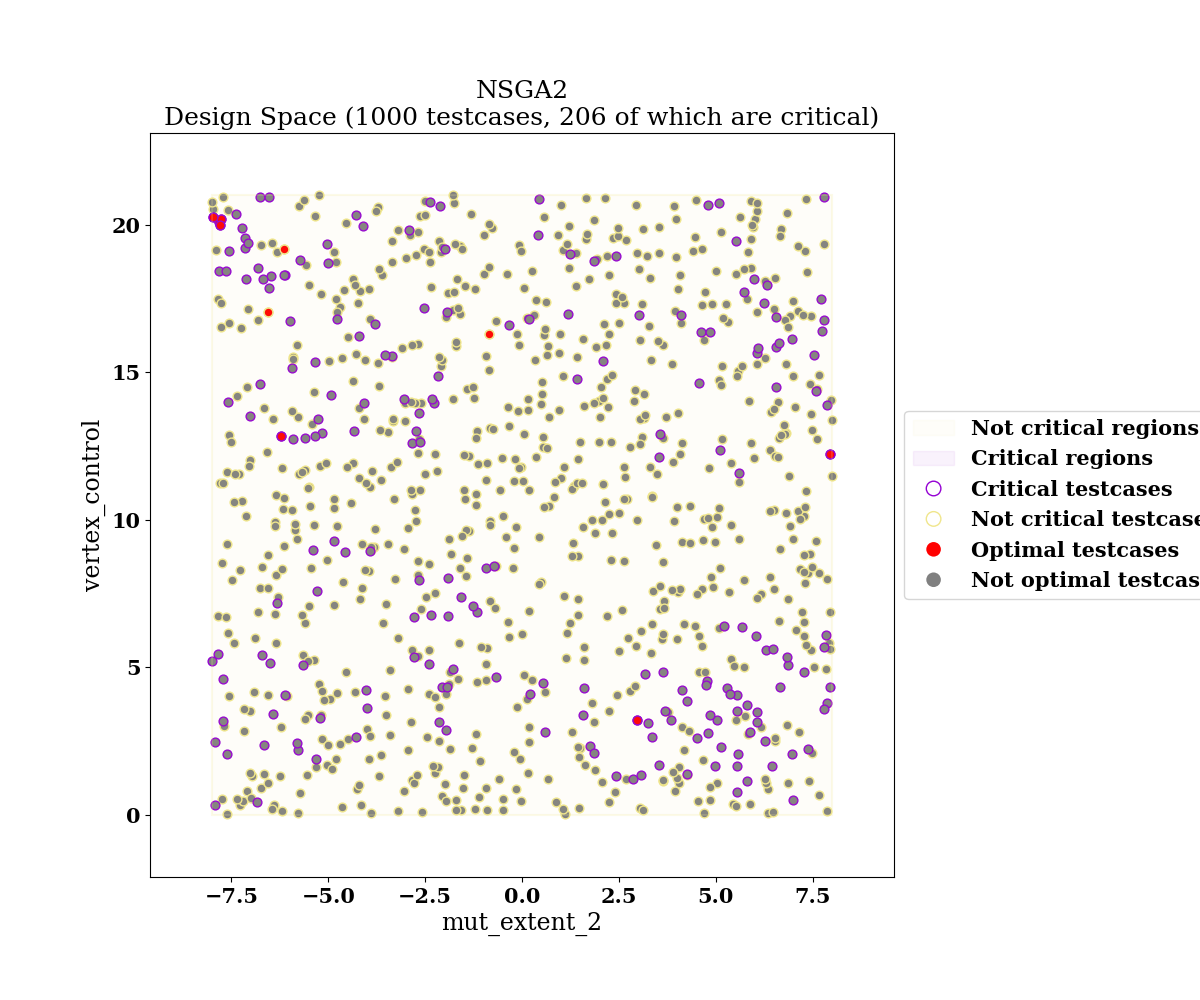 NSGA2
Design Space (1000 testcases, 206 of which are critical)
20
15
10
5
0
vertex_control
−7.5 −5.0 −2.5 0.0 2.5 5.0 7.5
mut_extent_2
Not critical regions
Critical regions
Critical testcases
Not critical testcase
Optimal testcases
Not optimal testcas